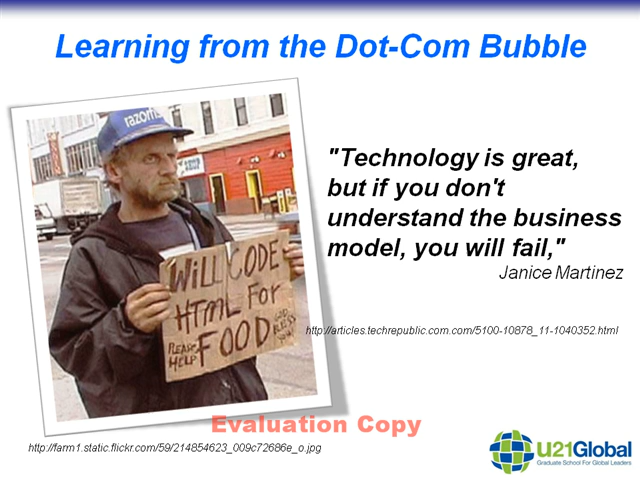 Learning from the Dot-Com Bubble
razorfish
"Technology is great,
but if you don't
understand the business
model, you will fail,"
Janice Martinez
WiLL CODE
HTML FoR
FOOD
PLEASE
HELP
GOD
BLESS
YOU!
http://articles.techrepublic.com.com/5100-10878_11-1040352.html
Evaluation Copy
http://farm1.static.flickr.com/59/214854623_009c72686e_o.jpg
U21Global
Graduate School For Global Leaders